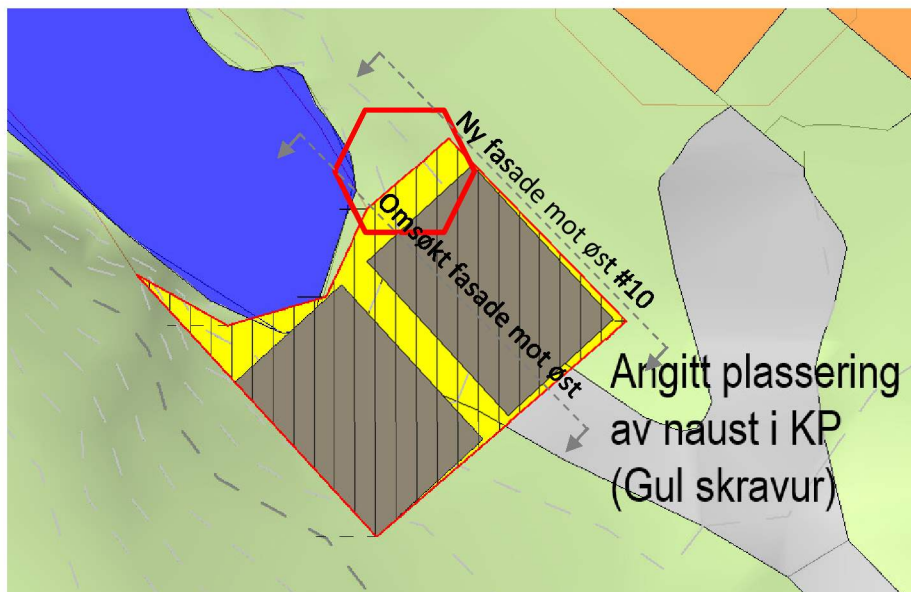 Ny fasade mot øst #10
Omsøkt fasade mot øst
Angitt plassering
av naust i KP
(Gul skravur)